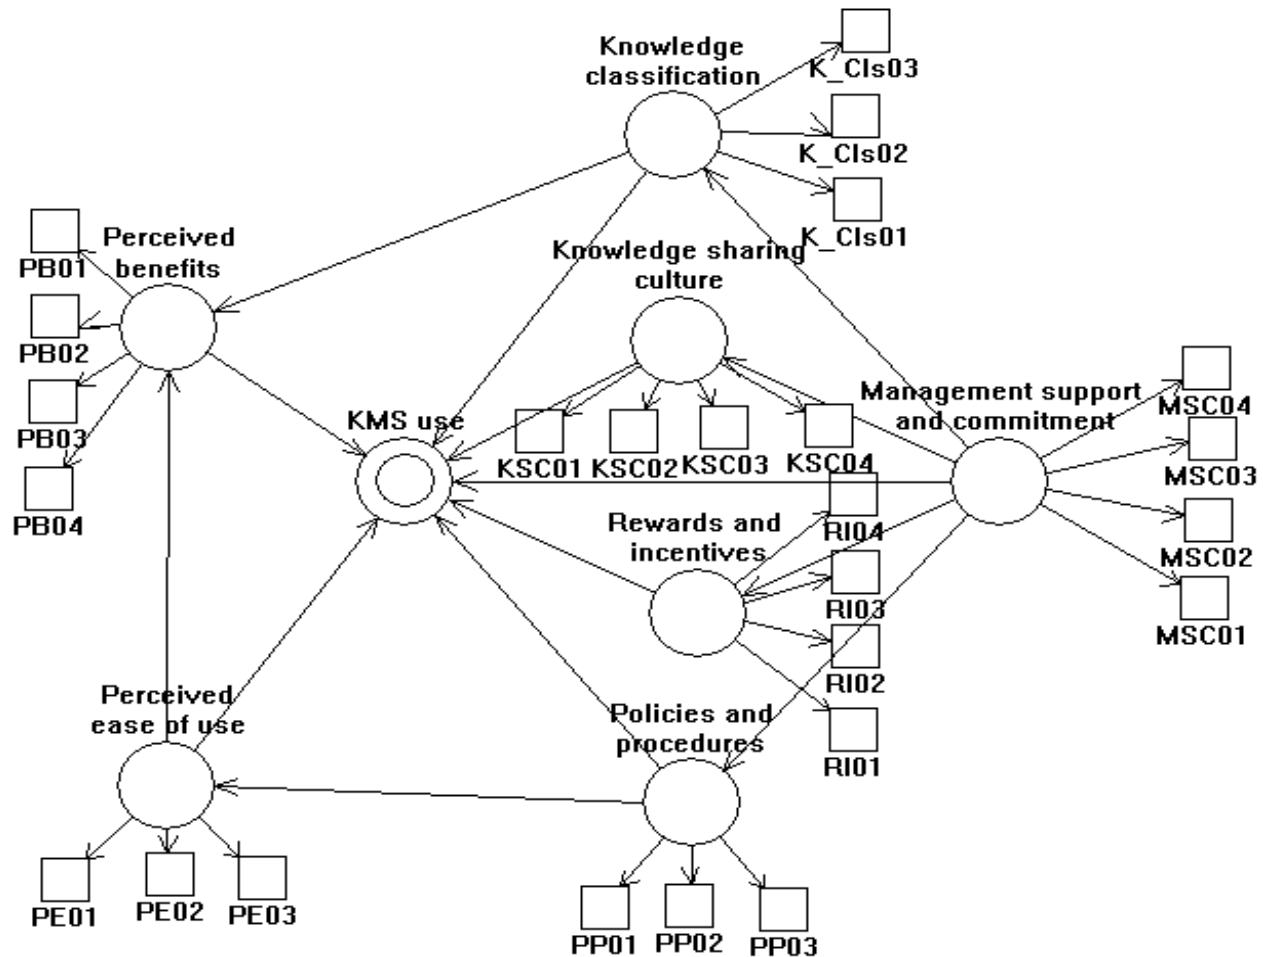 Knowledge
classification
K_Cls03
K_Cls02
K_Cls01
Perceived
benefits
PB01
PB02
PB03
PB04
Knowledge sharing
culture
KSC01
KSC02
KSC03
KSC04
KMS use
Management support
and commitment
MSC04
MSC03
MSC02
MSC01
Rewards and
incentives
RI04
RI03
RI02
RI01
Perceived
ease of use
PE01
PE02
PE03
Policies and
procedures
PP01
PP02
PP03